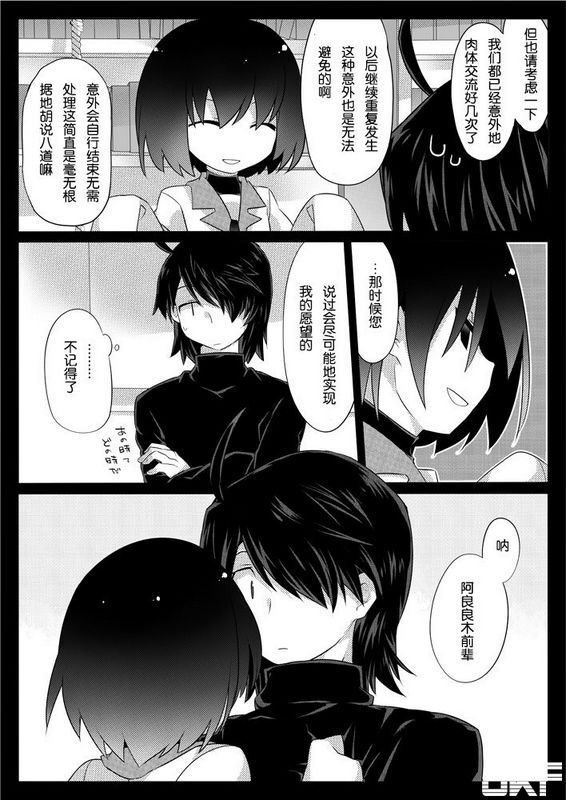 但也请考虑一下
我们都已经意外地
肉体交流好几次了
以后继续重复发生
这种意外也是无法
避免的啊
意外会自行结束无需
处理这简直是毫无根
据地胡说八道嘛
…那时候您
说过会尽可能地实现
我的愿望的
………
不记得了
あの時って
どの時だ
呐
阿良良木前辈